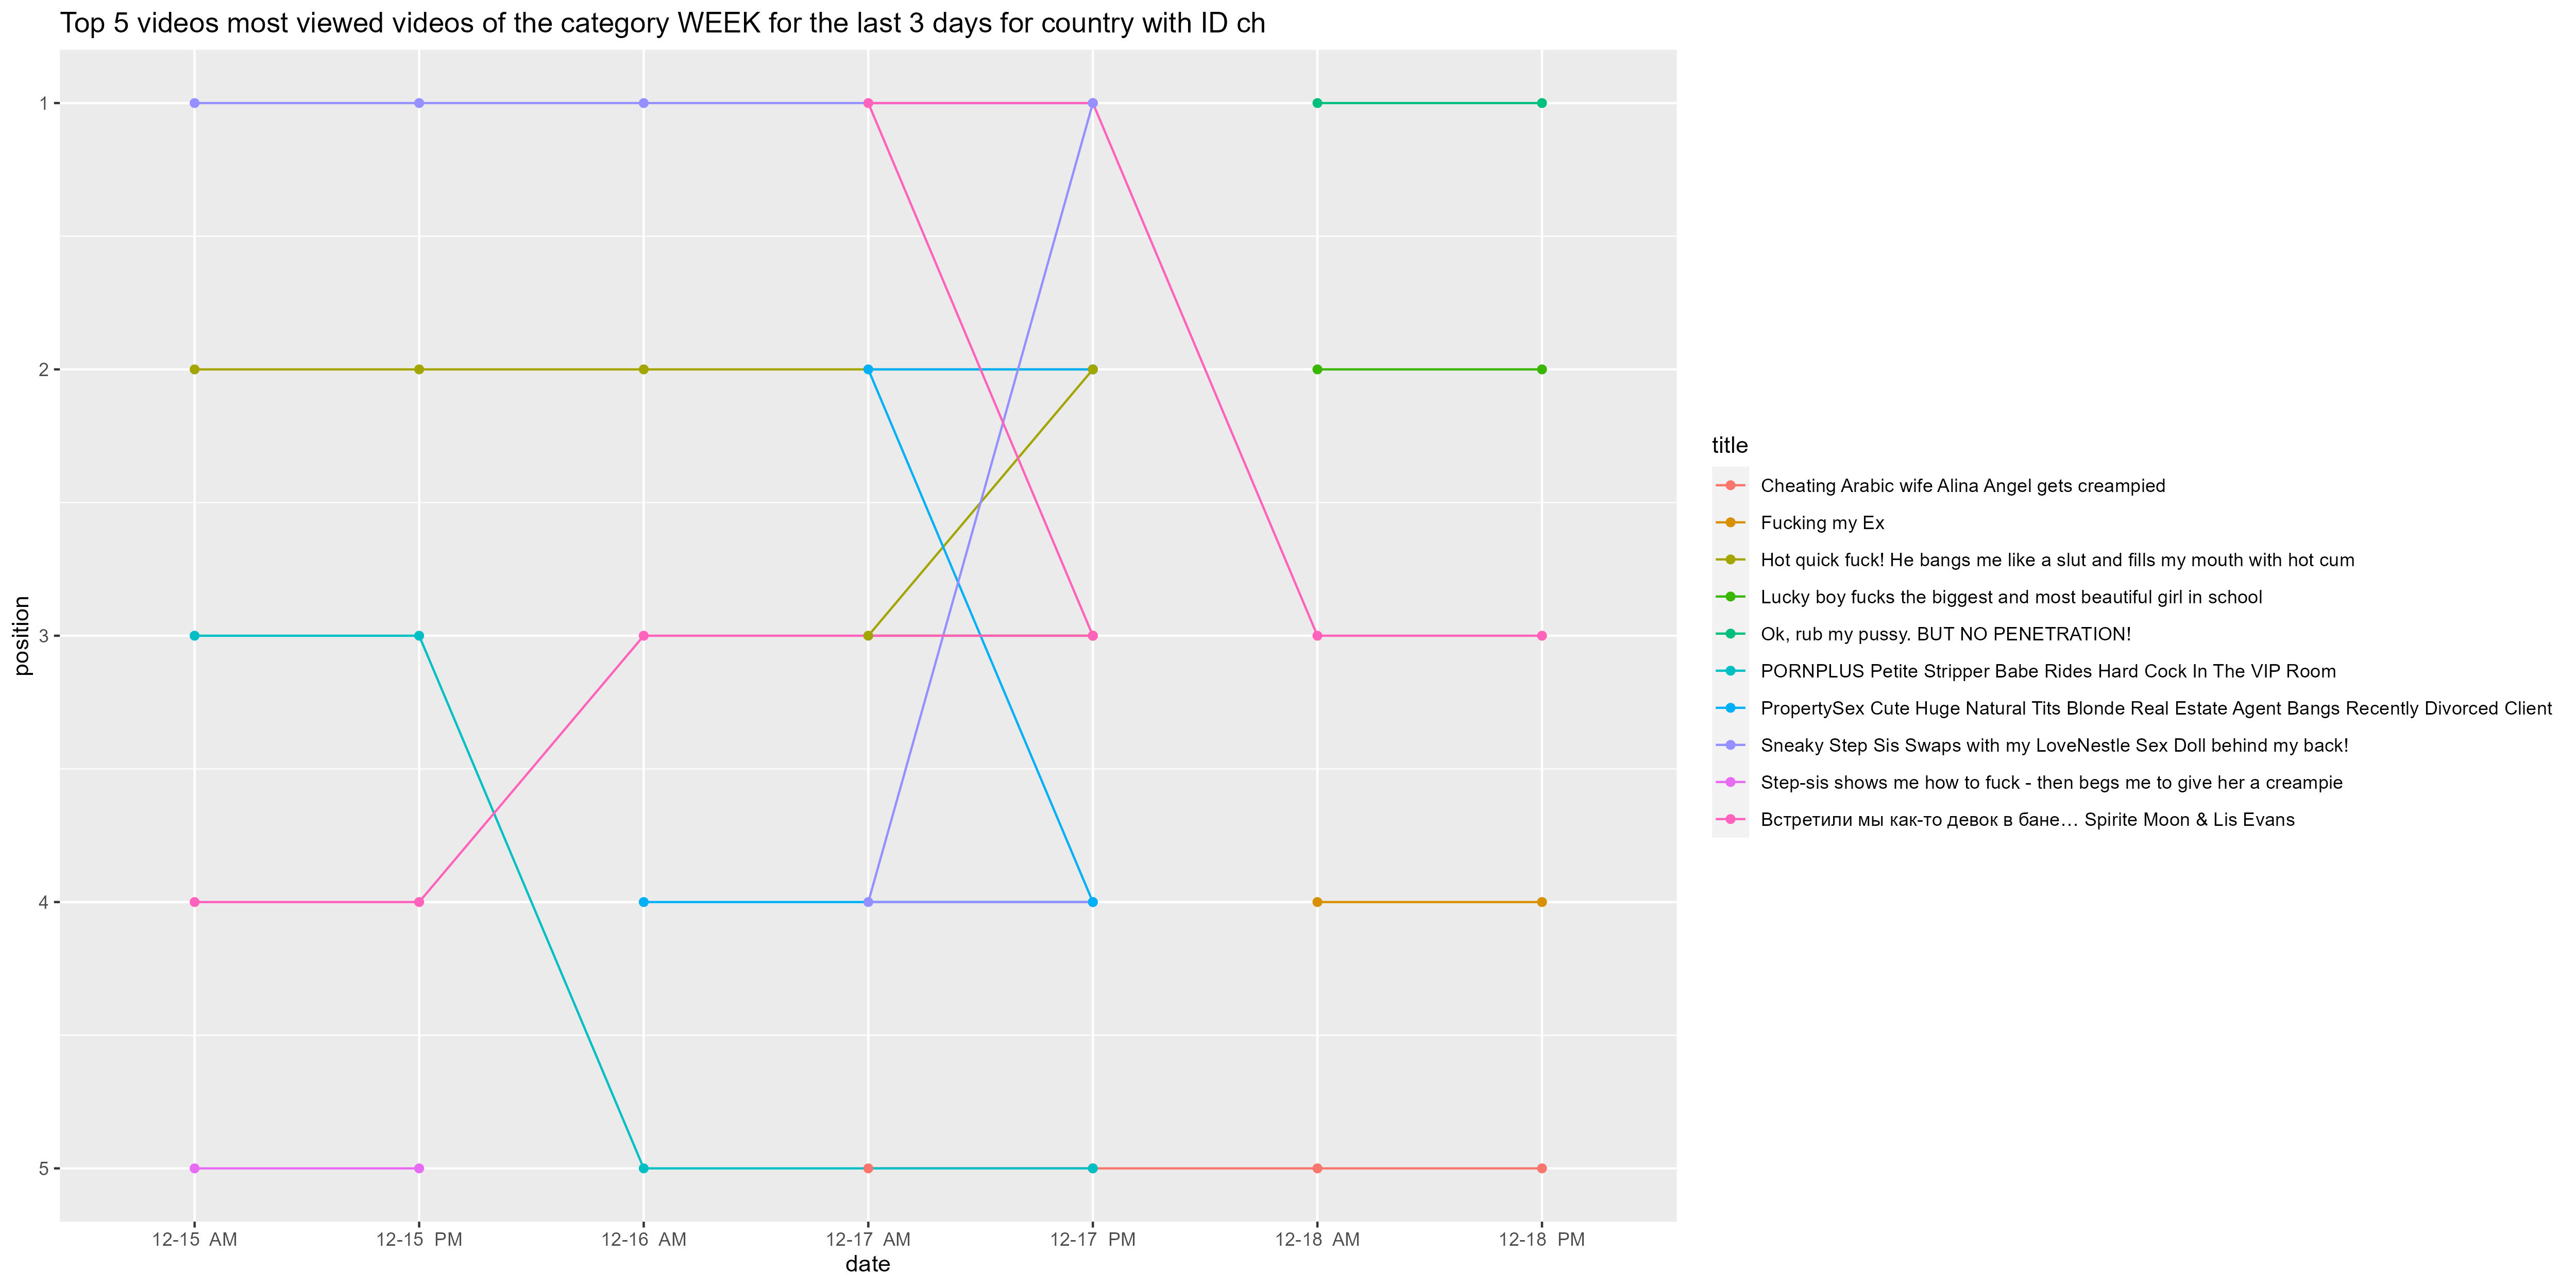 Top 5 videos most viewed videos of the category WEEK for the last 3 days for country with ID ch
position
1
2
3
4
5
12-15 AM
12-15 PM
12-16 AM
12-17 AM
12-17 PM
12-18 AM
12-18 PM
date
title
Cheating Arabic wife Alina Angel gets creampied
Fucking my Ex
Hot quick fuck! He bangs me like a slut and fills my mouth with hot cum
Lucky boy fucks the biggest and most beautiful girl in school
Ok, rub my pussy. BUT NO PENETRATION!
PORNPLUS Petite Stripper Babe Rides Hard Cock In The VIP Room
PropertySex Cute Huge Natural Tits Blonde Real Estate Agent Bangs Recently Divorced Client
Sneaky Step Sis Swaps with my LoveNestle Sex Doll behind my back!
Step-sis shows me how to fuck - then begs me to give her a creampie
Встретили мы как-то девок в бане… Spirite Moon & Lis Evans